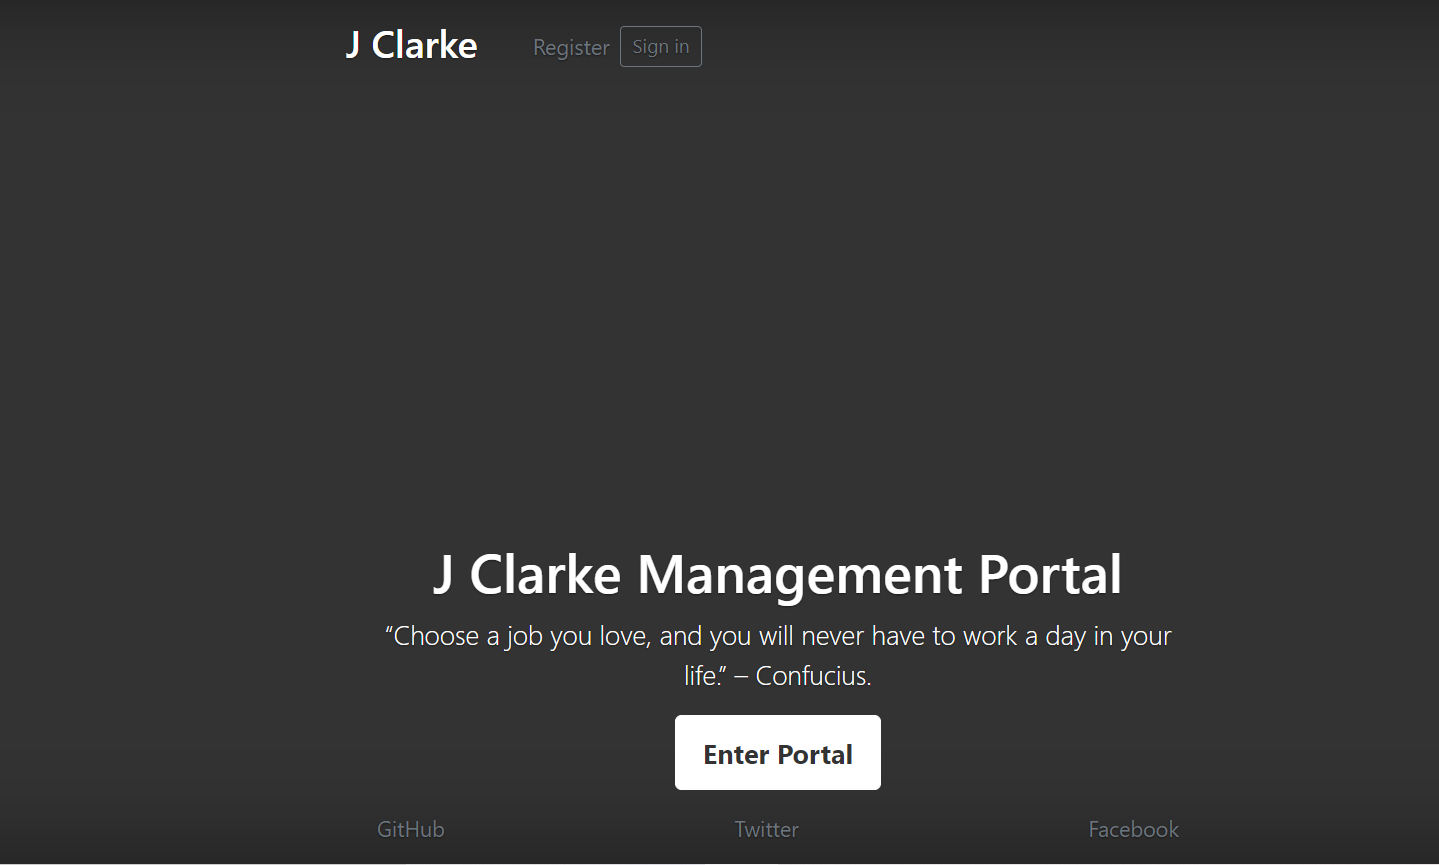 J Clarke
Register
Sign in
J Clarke Management Portal
“Choose a job you love, and you will never have to work a day in your
life.” – Confucius.
Enter Portal
GitHub
Twitter
Facebook